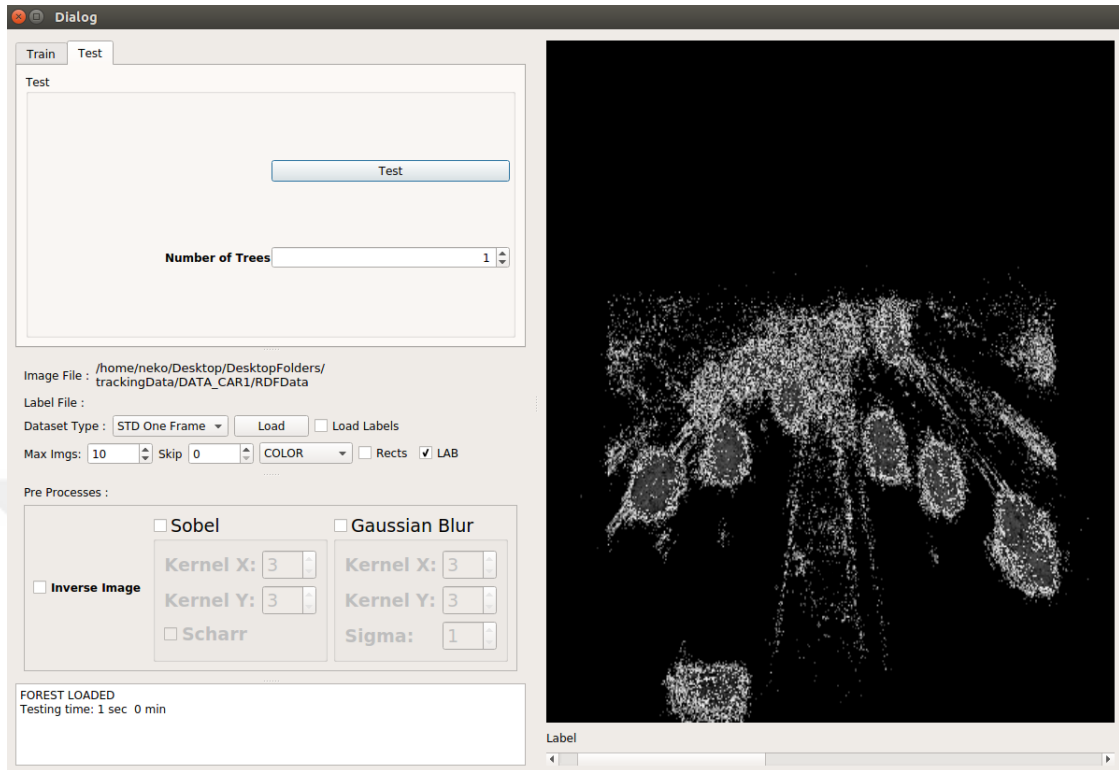 Dialog
Train Test
Test
Test
Number of Trees 1
Image File : /home/neko/Desktop/DesktopFolders/
trackingData/DATA_CAR1/RDFData
Label File :
Dataset Type : STD One Frame Load Load Labels
Max Imgs: 10 Skip 0 COLOR Rects LAB
Pre Processes :
Sobel Gaussian Blur
Kernel X: 3 Kernel X: 3
Inverse Image
Kernel Y: 3 Kernel Y: 3
Scharr Sigma: 1
FOREST LOADED
Testing time: 1 sec 0 min
Label